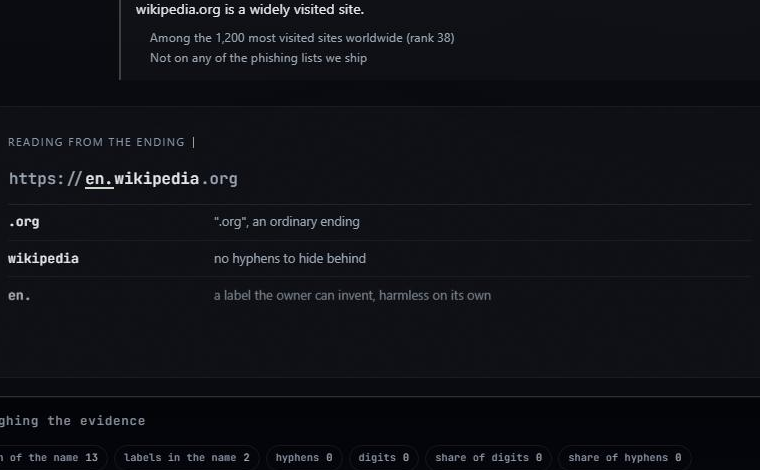 wikipedia.org is a widely visited site.
Among the 1,200 most visited sites worldwide (rank 38)
Not on any of the phishing lists we ship
READING FROM THE ENDING |
https://en.wikipedia.org
.org ".org", an ordinary ending
wikipedia no hyphens to hide behind
en. a label the owner can invent, harmless on its own
the evidence
of the name 13 labels in the name 2 hyphens 0 digits 0 share of digits 0 share of hyphens 0